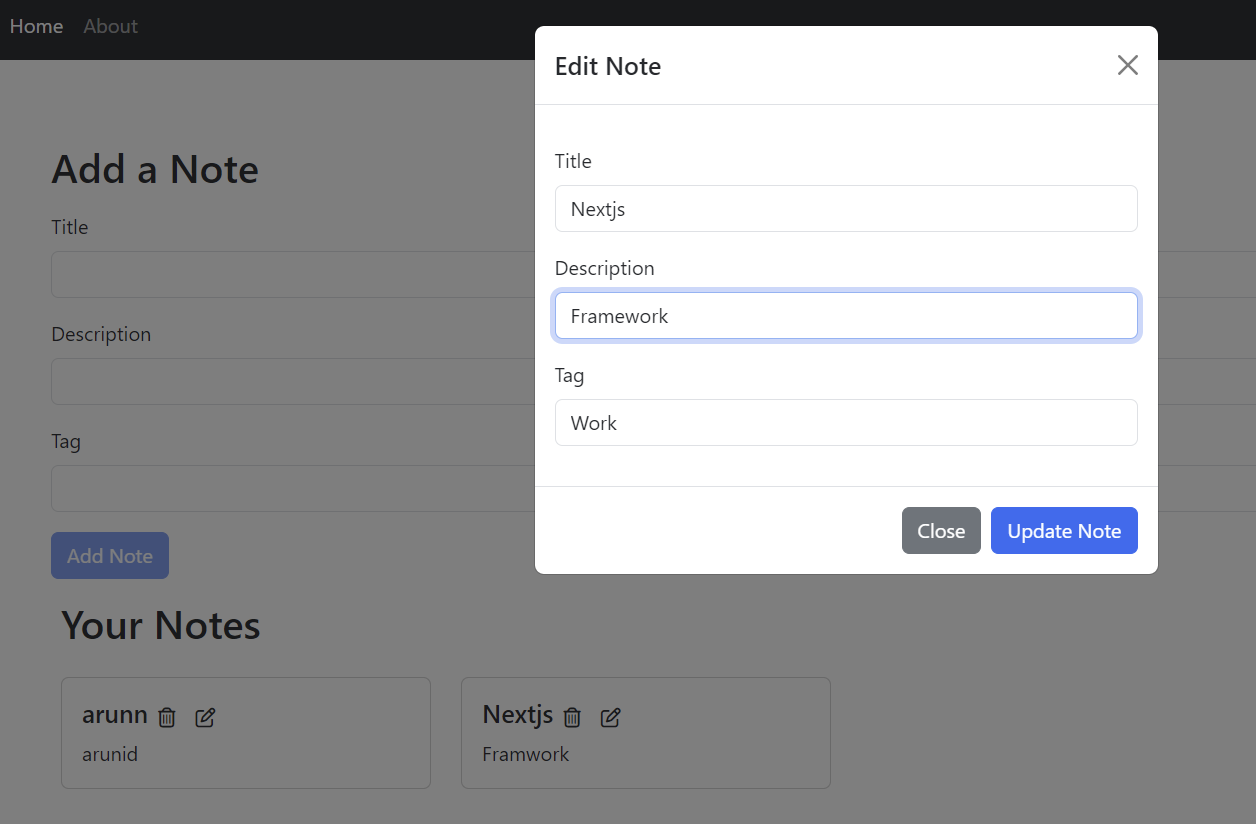 Home About
Edit Note
Title
Nextjs
Description
Framework
Tag
Work
Close Update Note
Add a Note
Title
Description
Tag
Add Note
Your Notes
arunn
arunid
Nextjs
Framwork